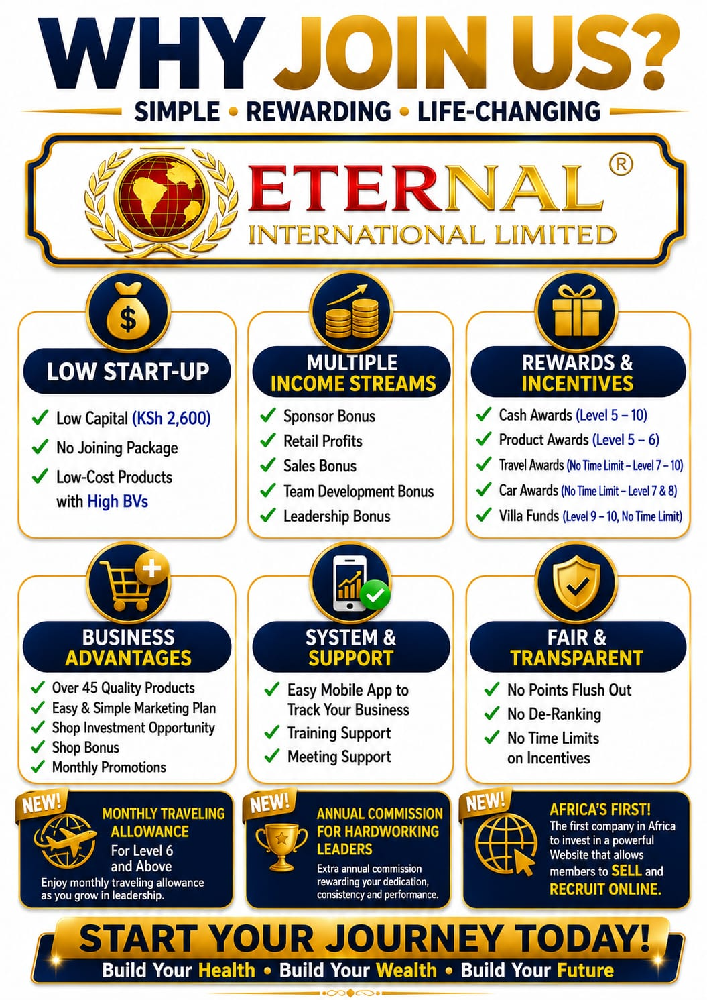 WHY JOIN US?
SIMPLE • REWARDING • LIFE-CHANGING
ETERNAL ®
INTERNATIONAL LIMITED
$
LOW START-UP
Low Capital (KSh 2,600)
No Joining Package
Low-Cost Products
with High BVs
MULTIPLE
INCOME STREAMS
Sponsor Bonus
Retail Profits
Sales Bonus
Team Development Bonus
Leadership Bonus
REWARDS &
INCENTIVES
Cash Awards (Level 5 – 10)
Product Awards (Level 5 – 6)
Travel Awards (No Time Limit – Level 7 – 10)
Car Awards (No Time Limit – Level 7 & 8)
Villa Funds (Level 9 – 10, No Time Limit)
BUSINESS
ADVANTAGES
Over 45 Quality Products
Easy & Simple Marketing Plan
Shop Investment Opportunity
Shop Bonus
Monthly Promotions
SYSTEM &
SUPPORT
Easy Mobile App to
Track Your Business
Training Support
Meeting Support
FAIR &
TRANSPARENT
No Points Flush Out
No De-Ranking
No Time Limits
on Incentives
NEW!
MONTHLY TRAVELING
ALLOWANCE
For Level 6
and Above
Enjoy monthly traveling allowance
as you grow in leadership.
NEW!
ANNUAL COMMISSION
FOR HARDWORKING
LEADERS
Extra annual commission
rewarding your dedication,
consistency and performance.
NEW!
AFRICA'S FIRST!
The first company in Africa
to invest in a powerful
Website that allows
members to SELL and
RECRUIT ONLINE.
START YOUR JOURNEY TODAY!
Build Your Health • Build Your Wealth • Build Your Future